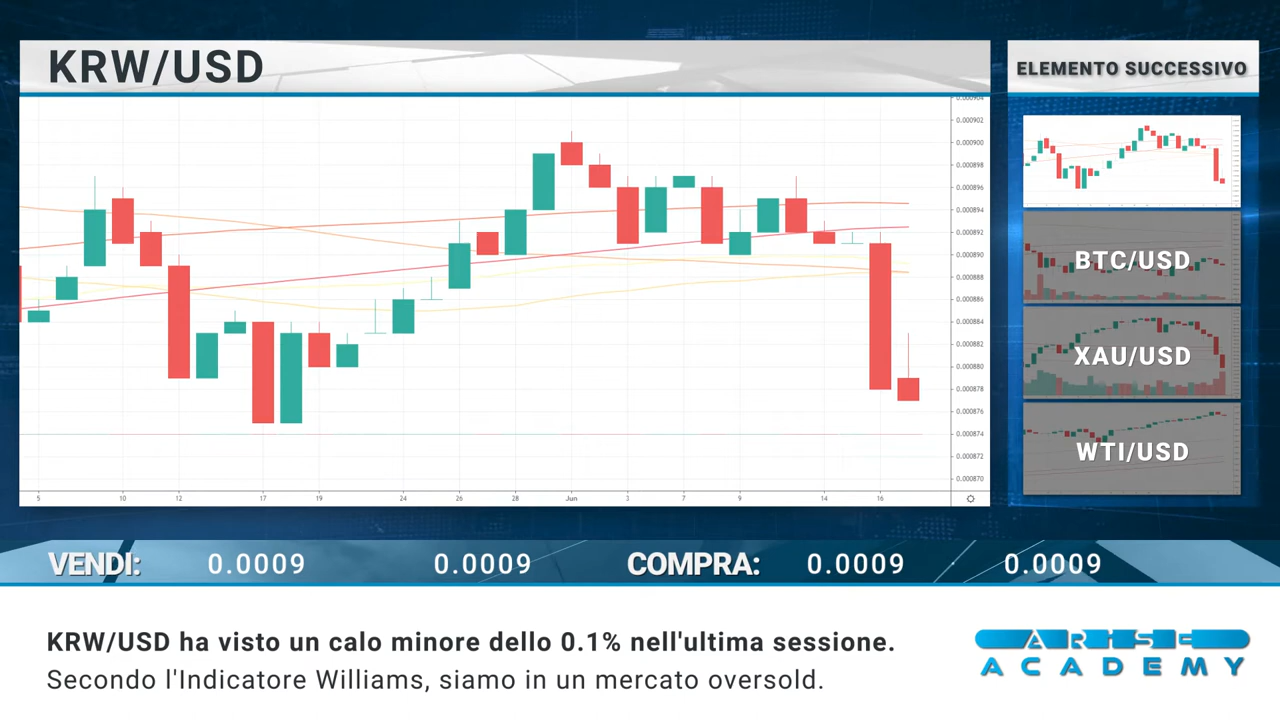 KRW/USD
ELEMENTO SUCCESSIVO
0.000904
0.000902
0.000900
0.000898
0.000896
0.000894
0.000892
0.000890
0.000888
0.000886
0.000884
0.000882
0.000880
0.000878
0.000876
0.000874
0.000872
0.000870
5 10 12 17 19 24 26 28 Jun 3 7 9 14 16
BTC/USD
XAU/USD
WTI/USD
VENDI: 0.0009 0.0009 COMPRA: 0.0009 0.0009
KRW/USD ha visto un calo minore dello 0.1% nell'ultima sessione.
Secondo l'Indicatore Williams, siamo in un mercato oversold.
ARISE
ACADEMY